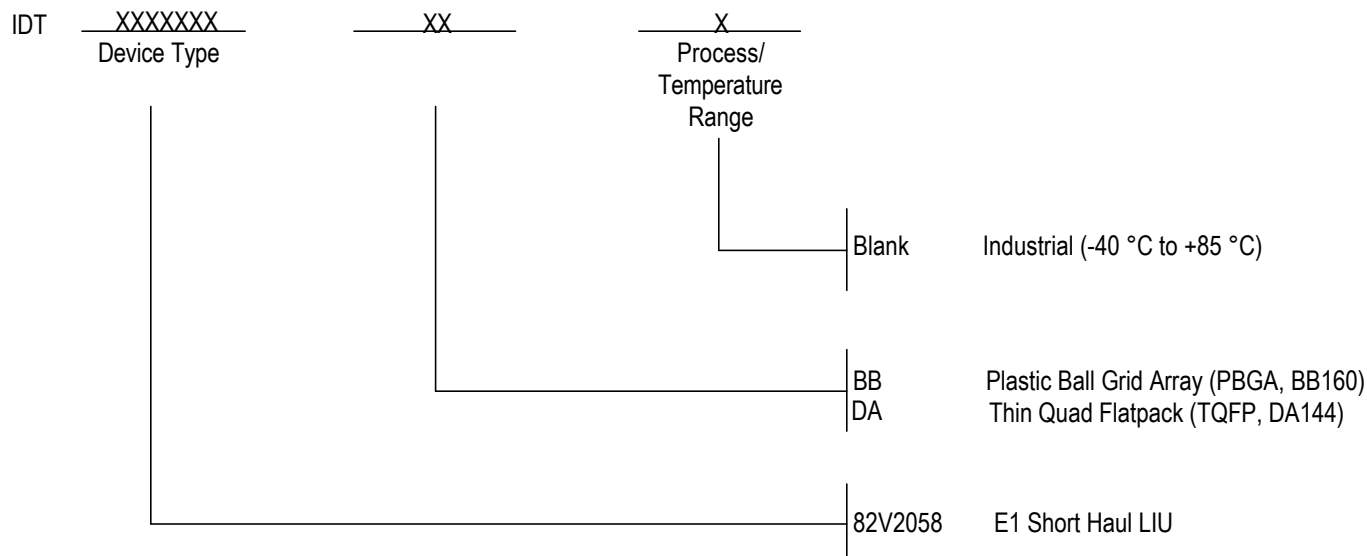 IDT XXXXXXX XX X
Device Type
Process/
Temperature
Range
Blank Industrial (-40 °C to +85 °C)
BB Plastic Ball Grid Array (PBGA, BB160)
DA Thin Quad Flatpack (TQFP, DA144)
82V2058 E1 Short Haul LIU